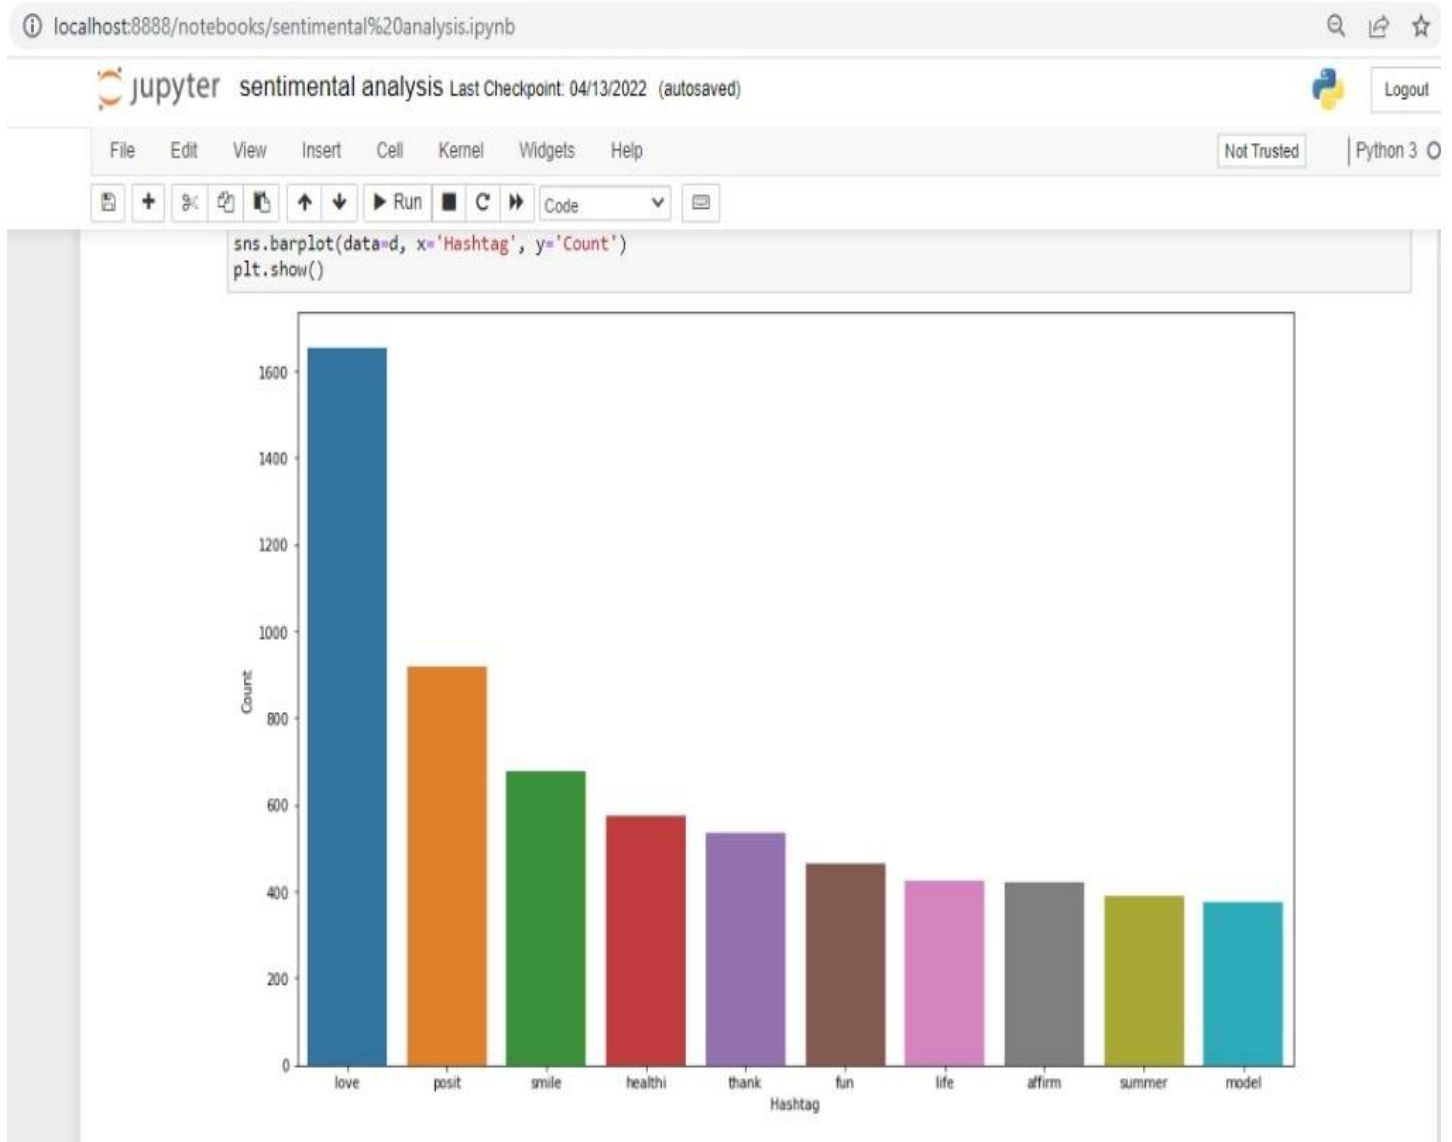 localhost:8888/notebooks/sentimental%20analysis.ipynb
jupyter sentimental analysis Last Checkpoint: 04/13/2022 (autosaved)
Logout
File Edit View Insert Cell Kernel Widgets Help
Not Trusted
Python 3
Run
Code
sns.barplot(data=d, x='Hashtag', y='Count')
plt.show()
1600
1400
1200
1000
800
600
400
200
0
Count
love posit smile healthi thank fun life affirm summer model
Hashtag